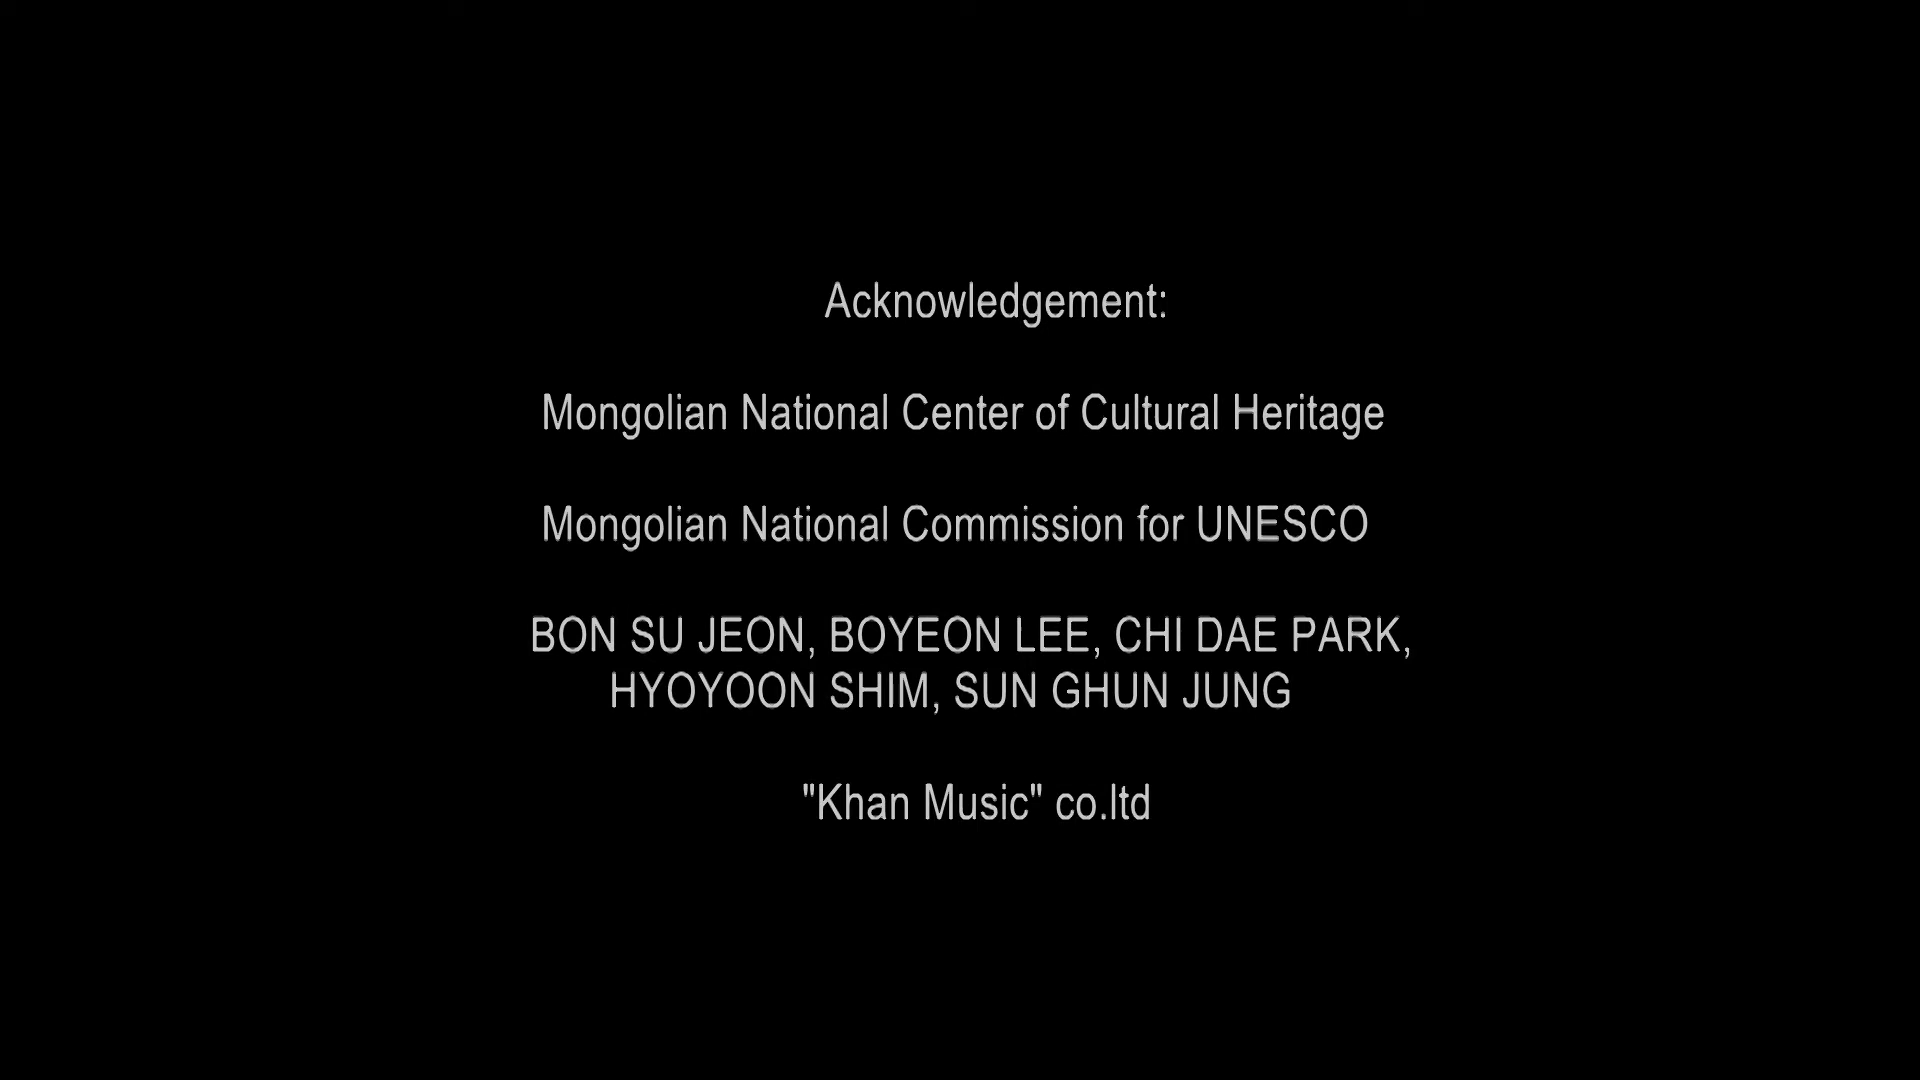 Acknowledgement:
Mongolian National Center of Cultural Heritage
Mongolian National Commission for UNESCO
BON SU JEON, BOYEON LEE, CHI DAE PARK,
HYOYOON SHIM, SUN GHUN JUNG
"Khan Music" co.ltd